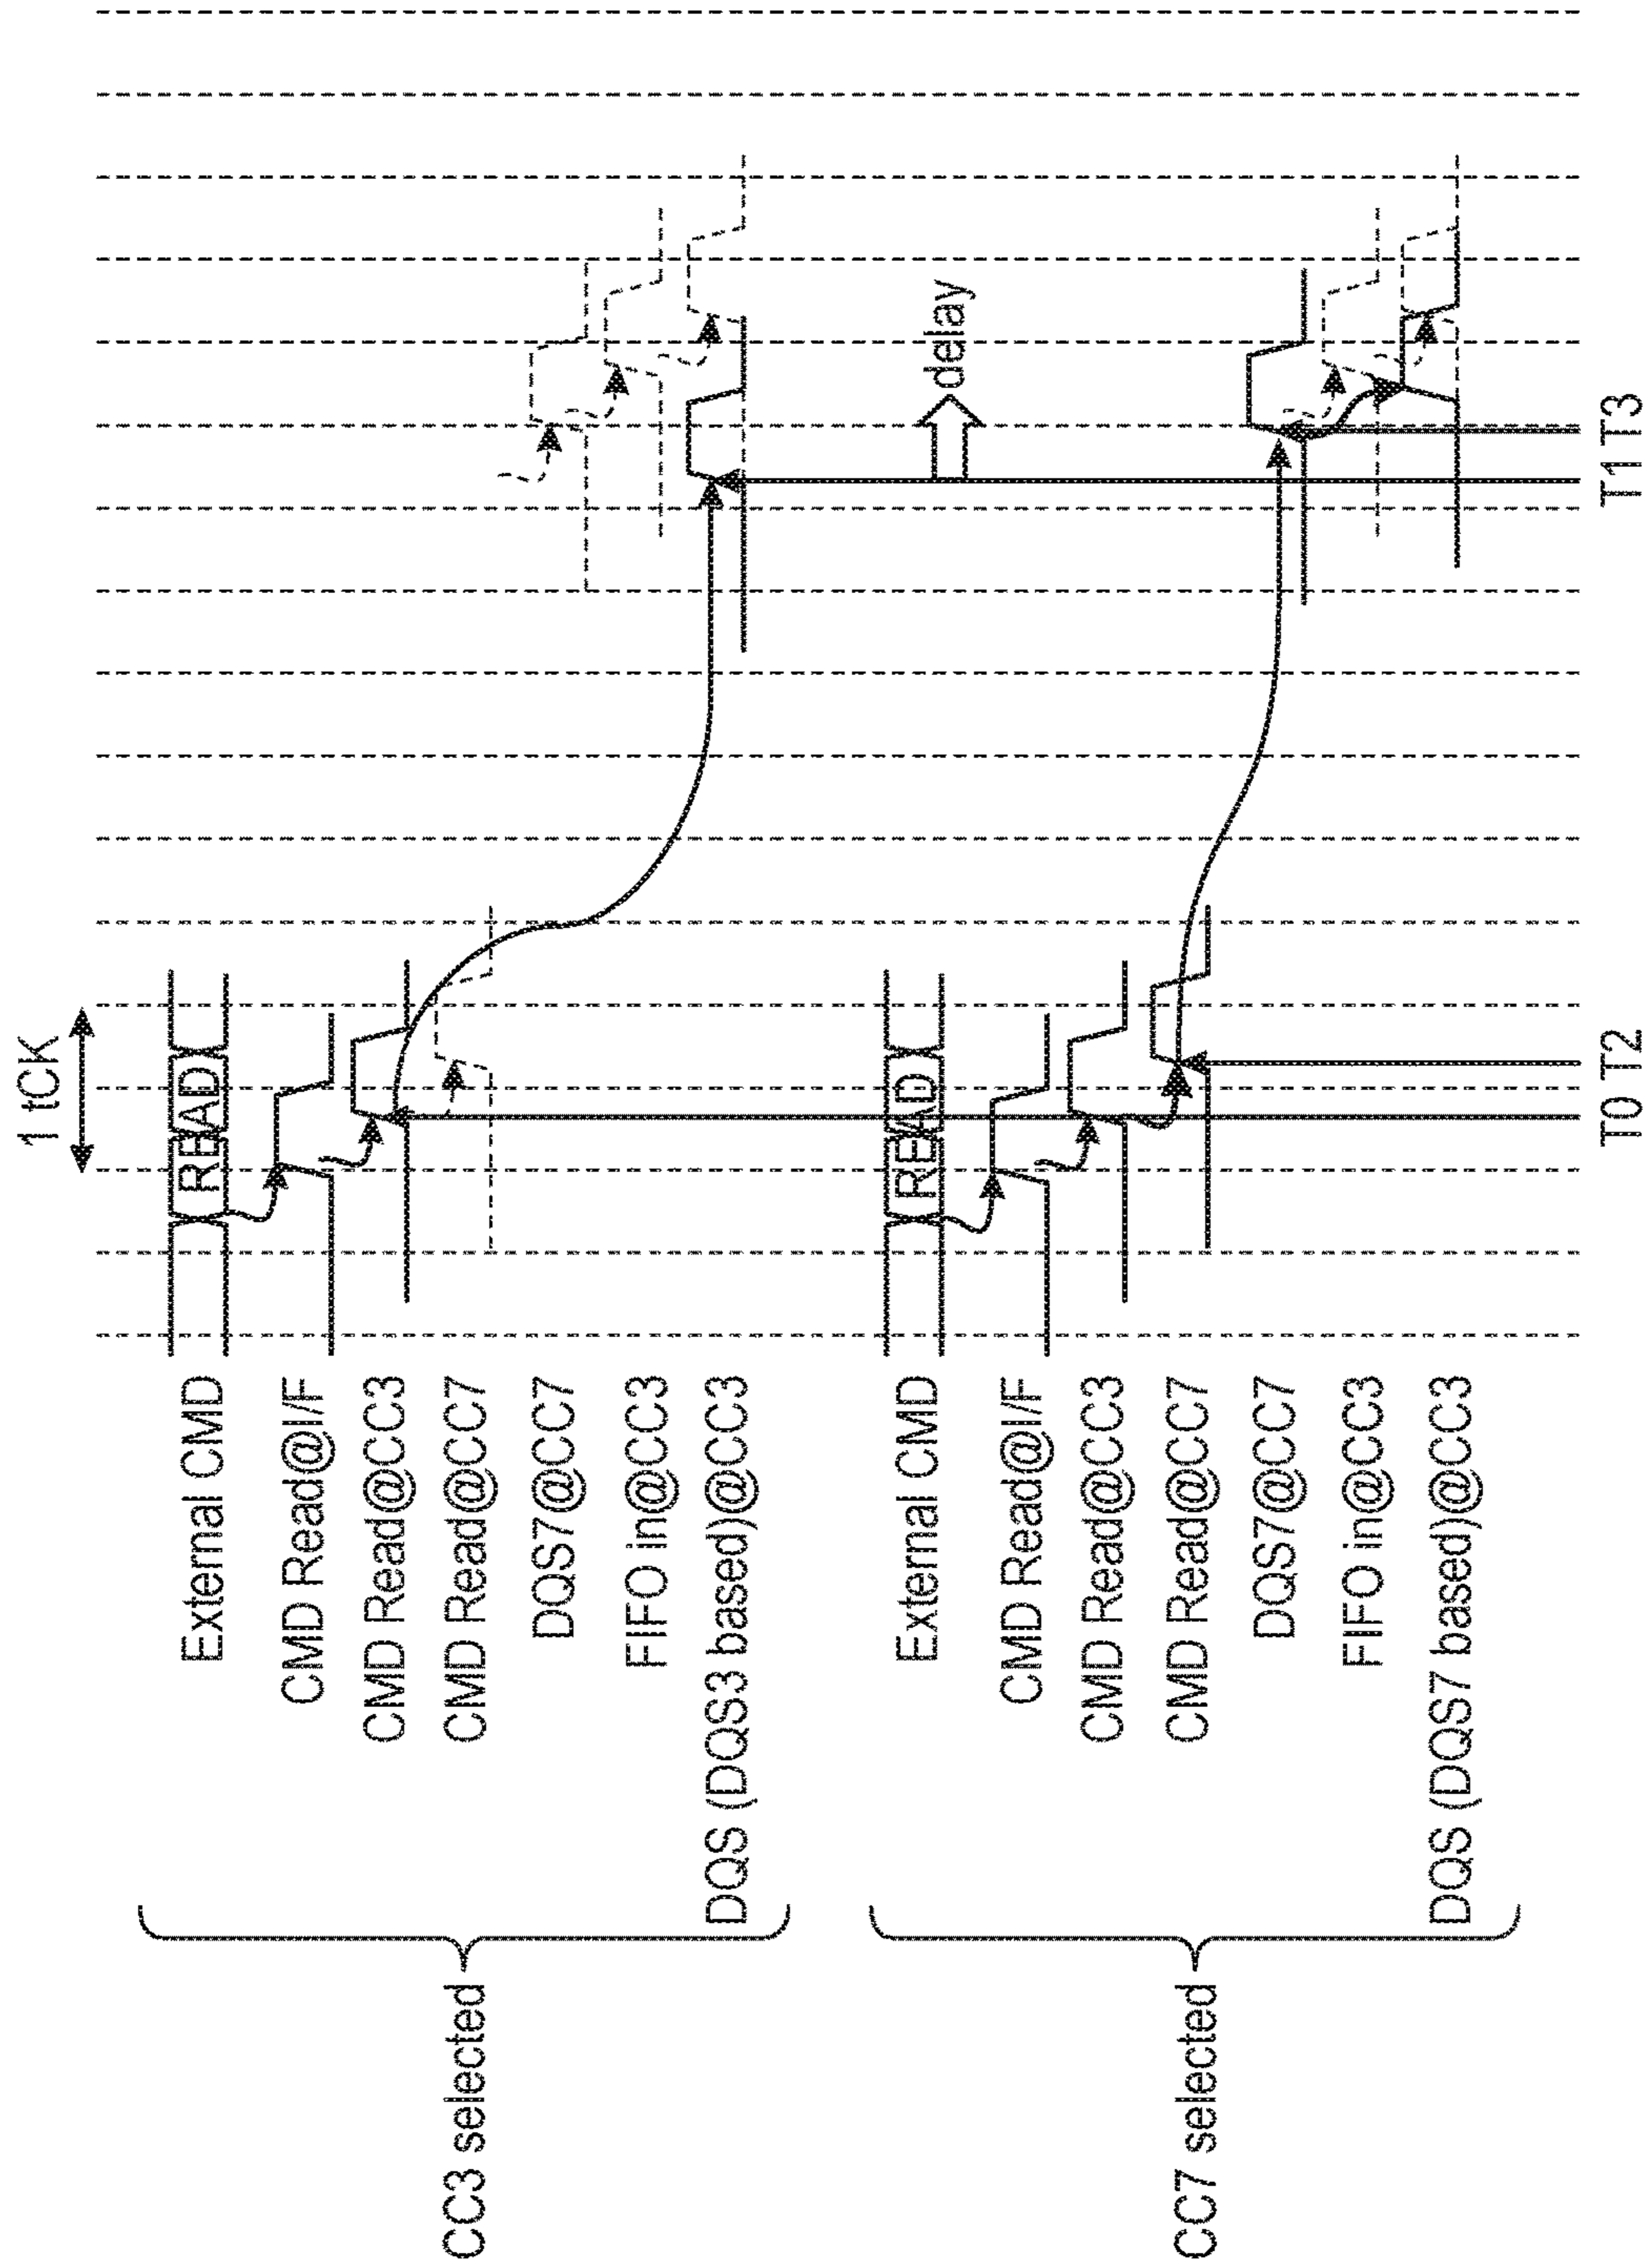 1 tCK
CC3 selected
External CMD
READ
CMD Read@I/F
CMD Read@CC3
CMD Read@CC7
DQS7@CC7
FIFO in@CC3
DQS (DQS3 based)@CC3
delay
CC7 selected
External CMD
READ
CMD Read@I/F
CMD Read@CC3
CMD Read@CC7
DQS7@CC7
FIFO in@CC3
DQS (DQS7 based)@CC3
T0 T2
T1 T3